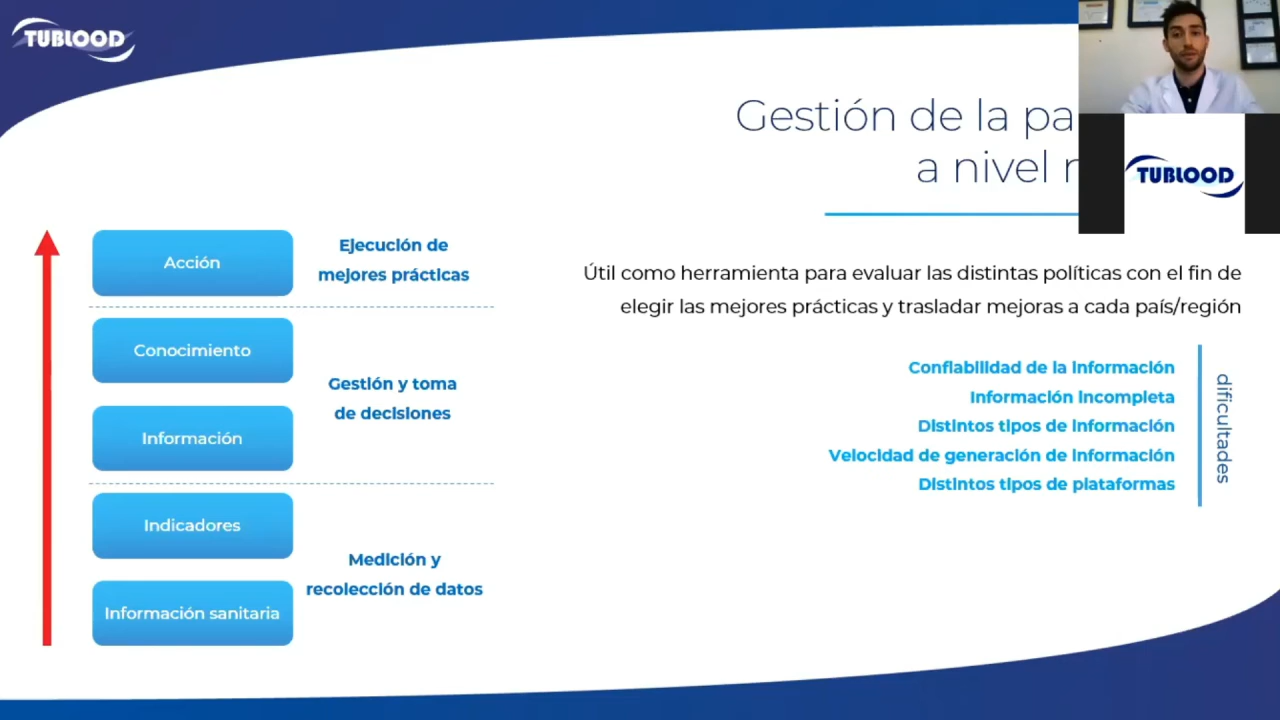 TUBLOOD
Gestión de la pa
a nivel
TUBLOOD
Acción
Ejecución de
mejores prácticas
Conocimiento
Gestión y toma
de decisiones
Información
Indicadores
Medición y
recolección de datos
Información sanitaria
Útil como herramienta para evaluar las distintas políticas con el fin de
elegir las mejores prácticas y trasladar mejoras a cada país/región
Confiabilidad de la información
Información incompleta
Distintos tipos de información
Velocidad de generación de información
Distintos tipos de plataformas
dificultades